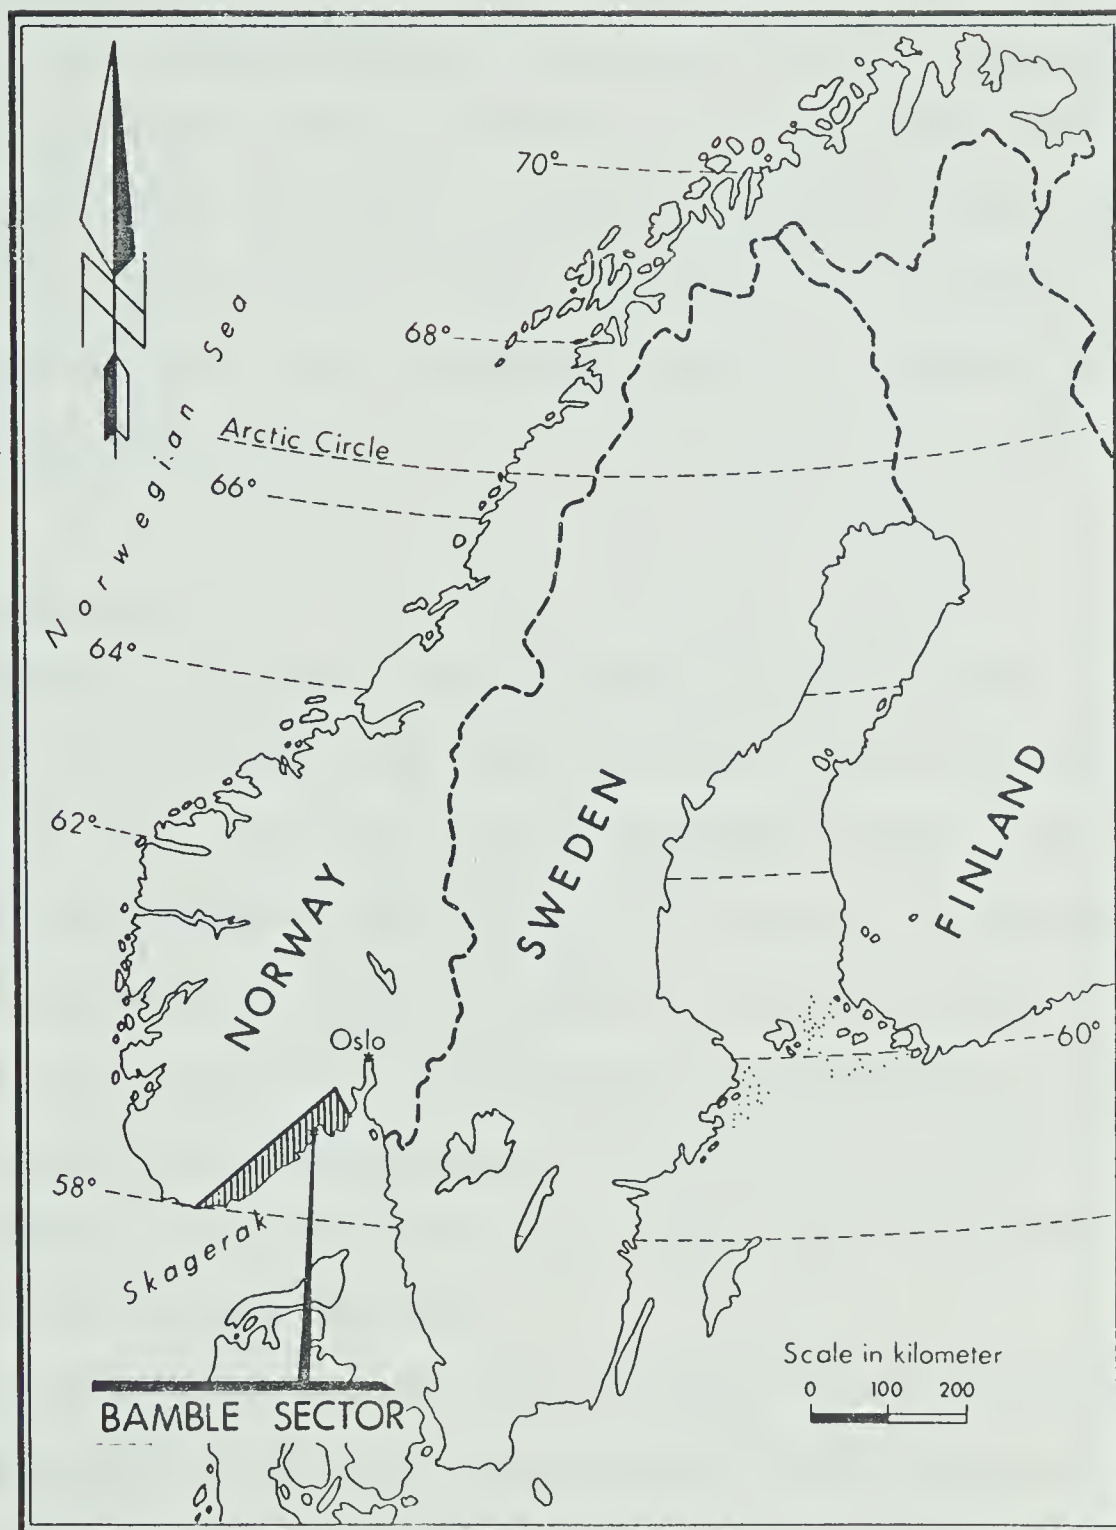 70°
Norwegian Sea
68°
Arctic Circle
66°
64°
62°
NORWAY
SWEDEN
FINLAND
Oslo
60°
58°
Skagerak
Scale in kilometer
0 100 200
BAMBLE SECTOR